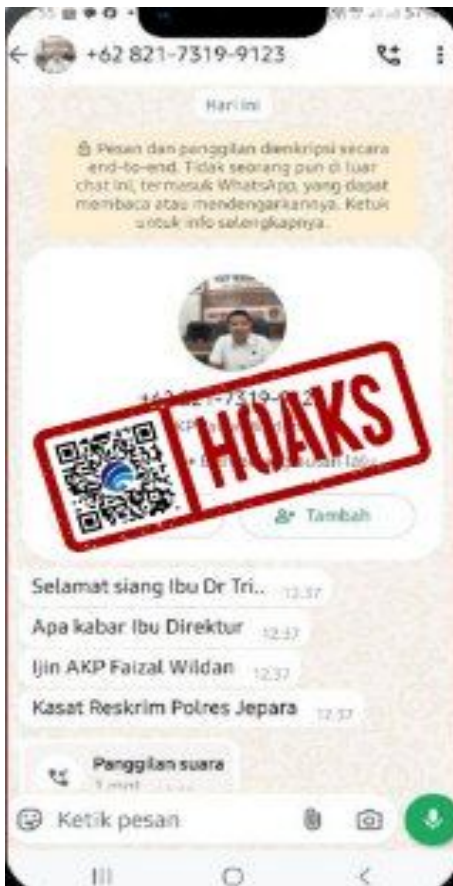 +62 821-7319-9123
Hari ini
Pesan dan panggilan dienkripsi secara
end-to-end. Tidak seorang pun di luar
chat ini, termasuk WhatsApp, yang dapat
membaca atau mendengarkannya. Ketuk
untuk info selengkapnya.
HOAKS
Tambah
Selamat siang Ibu Dr Tri.. 12.37
Apa kabar Ibu Direktur 12.37
Ijin AKP Faizal Wildan 12.37
Kasat Reskrim Polres Jepara 12.37
Panggilan suara
Ketik pesan